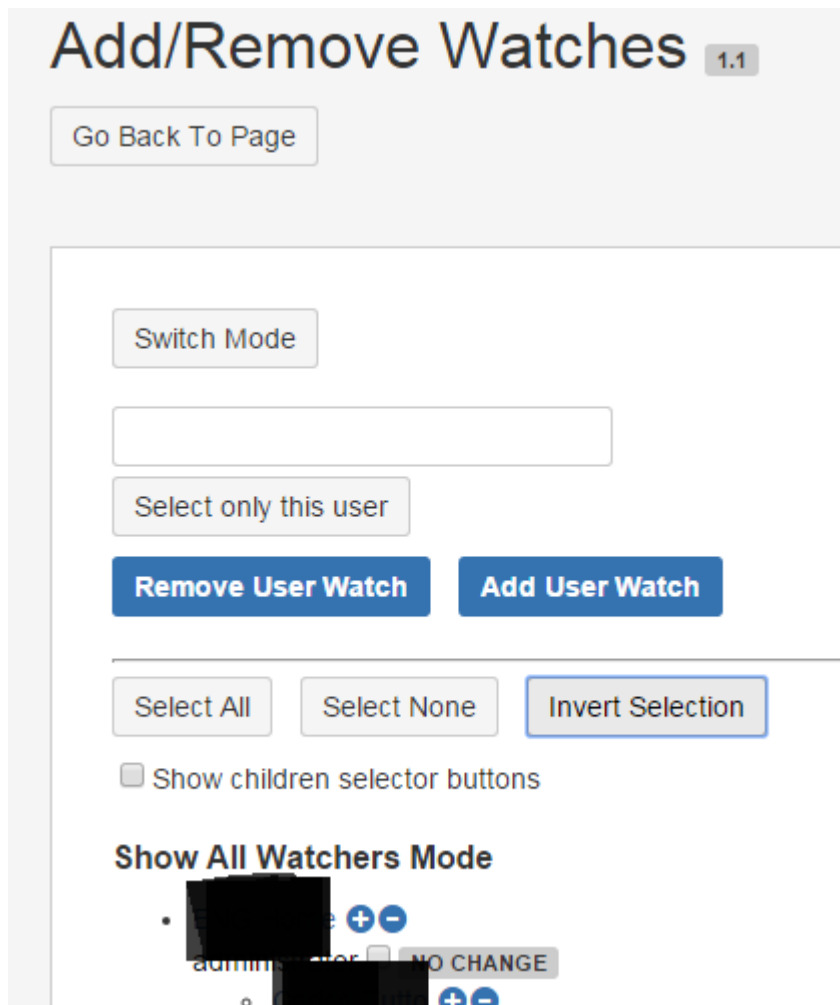 Add/Remove Watches 1.1
Go Back To Page
Switch Mode
Select only this user
Remove User Watch Add User Watch
Select All Select None Invert Selection
Show children selector buttons
Show All Watchers Mode
administrator NO CHANGE